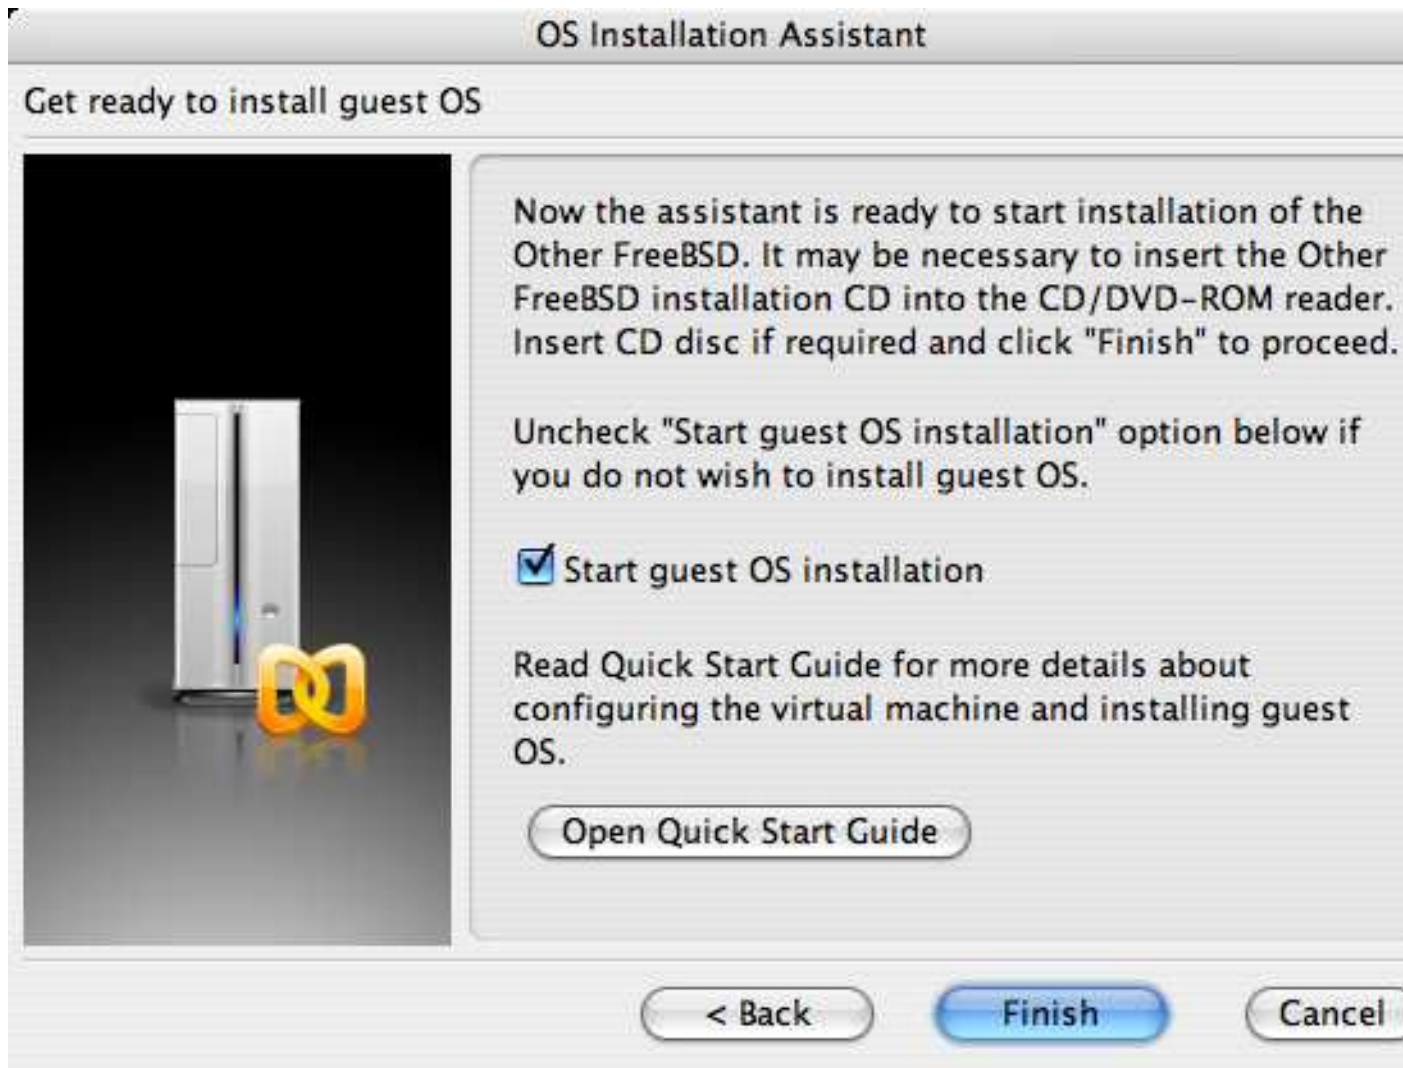 OS Installation Assistant
Get ready to install guest OS
Now the assistant is ready to start installation of the
Other FreeBSD. It may be necessary to insert the Other
FreeBSD installation CD into the CD/DVD-ROM reader.
Insert CD disc if required and click "Finish" to proceed.
Uncheck "Start guest OS installation" option below if
you do not wish to install guest OS.
Start guest OS installation
Read Quick Start Guide for more details about
configuring the virtual machine and installing guest
OS.
Open Quick Start Guide
< Back
Finish
Cancel